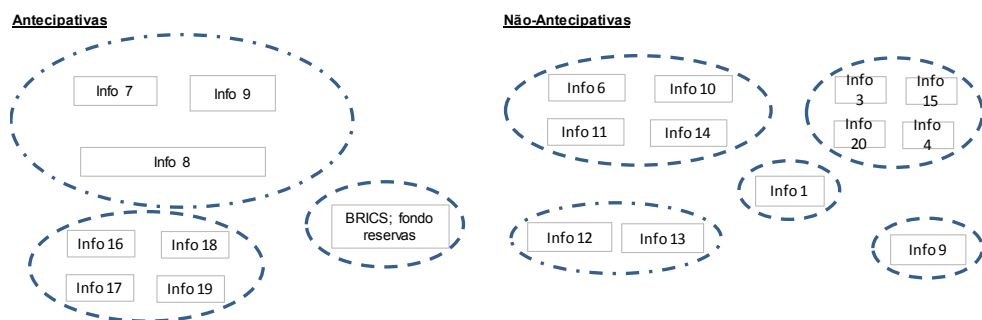 Antecipativas
Info 7
Info 9
Info 8
BRICS; fondo
reservas
Info 16
Info 18
Info 17
Info 19
Não-Antecipativas
Info 6
Info 10
Info 11
Info 14
Info
3
Info
15
Info
20
Info
4
Info 1
Info 12
Info 13
Info 9